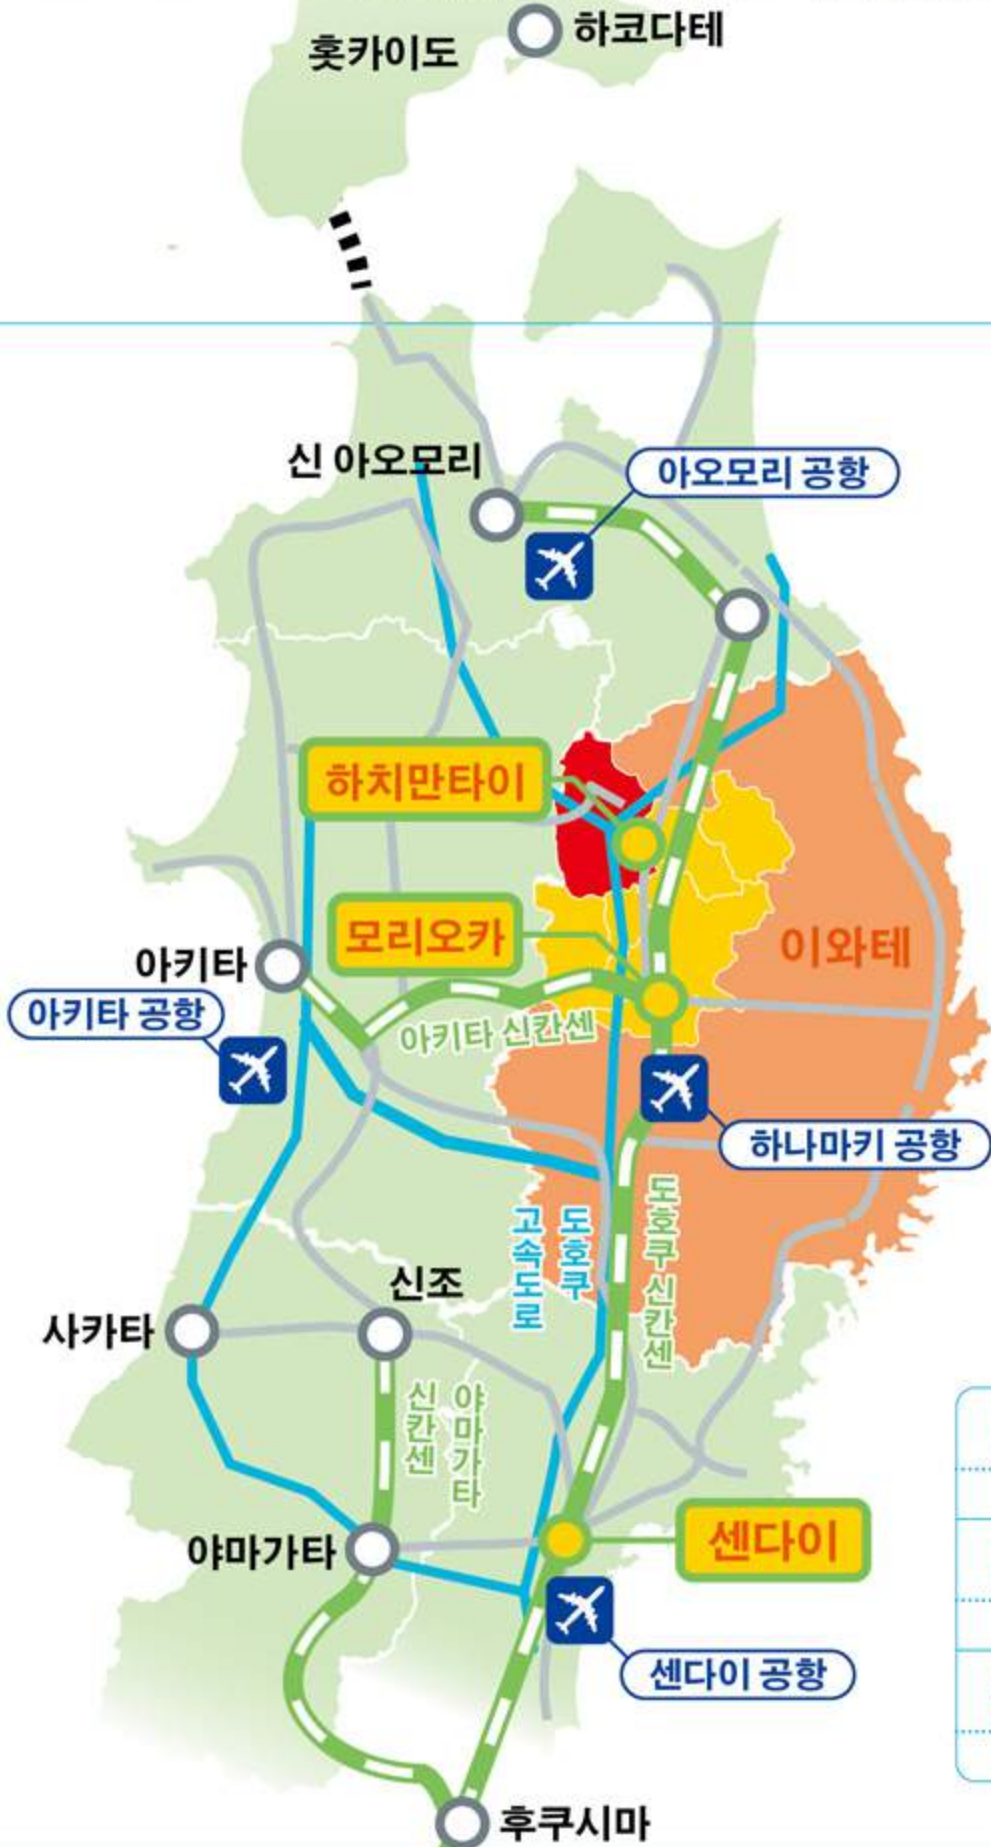 하코다테
홋카이도
신 아오모리
아오모리 공항
하치만타이
모리오카
이와테
아키타
아키타 공항
아키타 신칸센
하나마키 공항
도호쿠
고속도로
도호쿠 신칸센
신조
사카타
야마가타
신칸센
센다이
야마가타
센다이 공항
후쿠시마